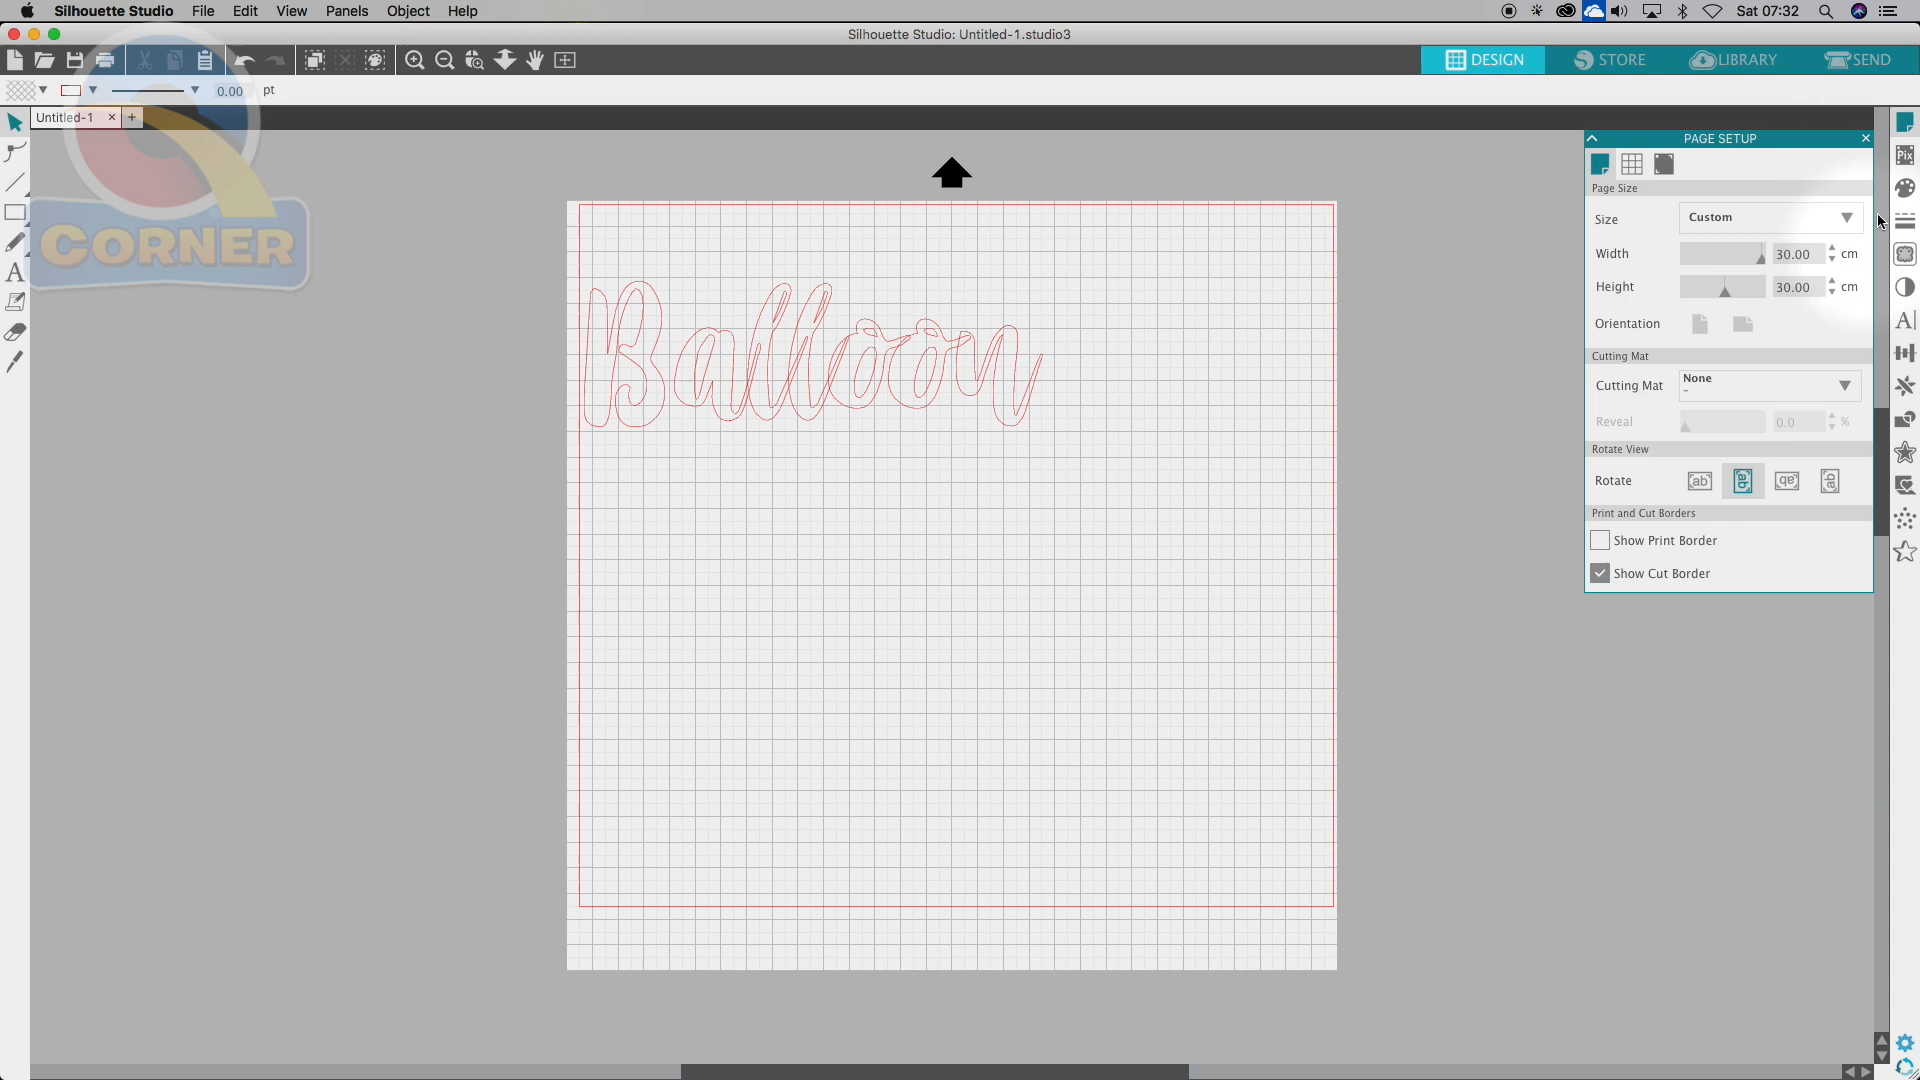 Silhouette Studio File Edit View Panels Object Help
Sat 07:32
Silhouette Studio: Untitled-1.studio3
DESIGN STORE LIBRARY SEND
0.00 pt
Untitled-1 × +
CORNER
Balloon
PAGE SETUP
Page Size
Size Custom
Width 30.00 cm
Height 30.00 cm
Orientation
Cutting Mat
Cutting Mat None
-
Reveal 0.0 %
Rotate View
Rotate
Print and Cut Borders
Show Print Border
Show Cut Border
Pix